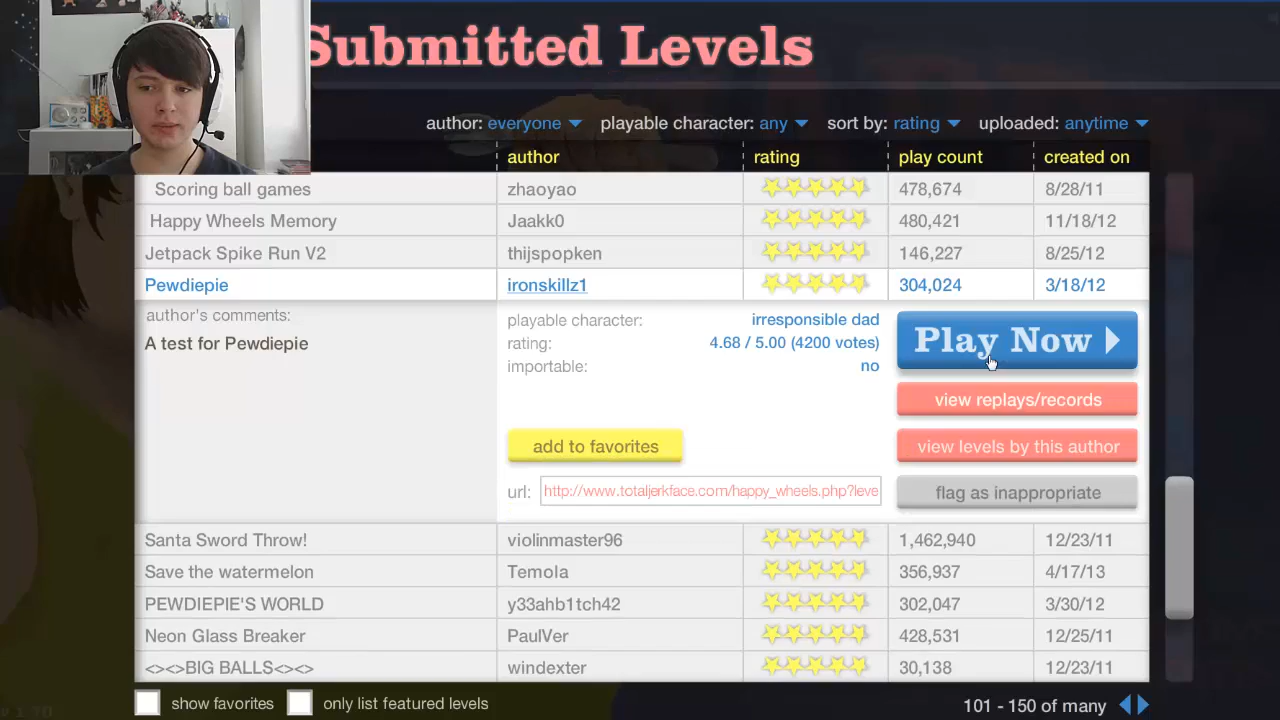 Submitted Levels
author: everyone playable character: any sort by: rating uploaded: anytime
author rating play count created on
Scoring ball games zhaoyao 478,674 8/28/11
Happy Wheels Memory Jaakk0 480,421 11/18/12
Jetpack Spike Run V2 thijspopken 146,227 8/25/12
Pewdiepie ironskillz1 304,024 3/18/12
author's comments:
A test for Pewdiepie
playable character: irresponsible dad
rating: 4.68 / 5.00 (4200 votes)
importable: no
Play Now
view replays/records
add to favorites
view levels by this author
url: http://www.totaljerkface.com/happy_wheels.php?leve
flag as inappropriate
Santa Sword Throw! violinmaster96 1,462,940 12/23/11
Save the watermelon Temola 356,937 4/17/13
PEWDIEPIE'S WORLD y33ahb1tch42 302,047 3/30/12
Neon Glass Breaker PaulVer 428,531 12/25/11
<><>BIG BALLS<><> windexter 30,138 12/23/11
show favorites only list featured levels
101 - 150 of many